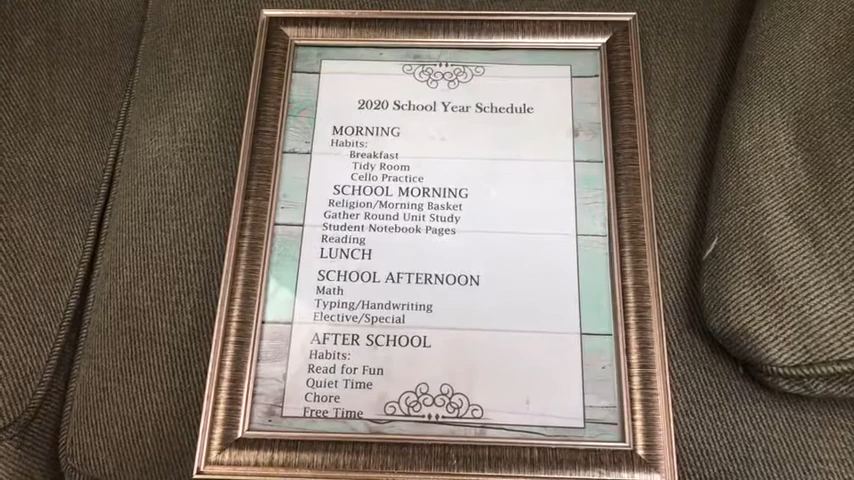 2020 School Year Schedule
MORNING
Habits:
Breakfast
Tidy Room
Cello Practice
SCHOOL MORNING
Religion/Morning Basket
Gather Round Unit Study
Student Notebook Pages
Reading
LUNCH
SCHOOL AFTERNOON
Math
Typing/Handwriting
Elective/Special
AFTER SCHOOL
Habits:
Read for Fun
Quiet Time
Chore
Free Time